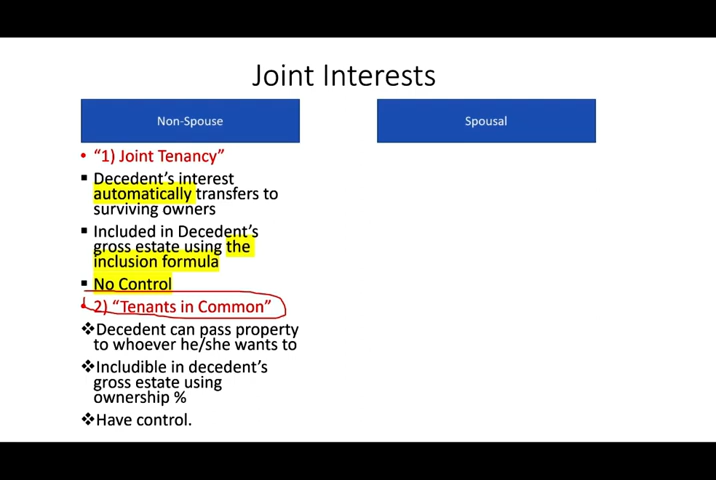 Joint Interests
Non-Spouse
• "1) Joint Tenancy"
▪ Decedent's interest
automatically transfers to
surviving owners
▪ Included in Decedent's
gross estate using the
inclusion formula
▪ No Control
• 2) "Tenants in Common"
❖Decedent can pass property
to whoever he/she wants to
❖Includible in decedent's
gross estate using
ownership %
❖Have control.
Spousal